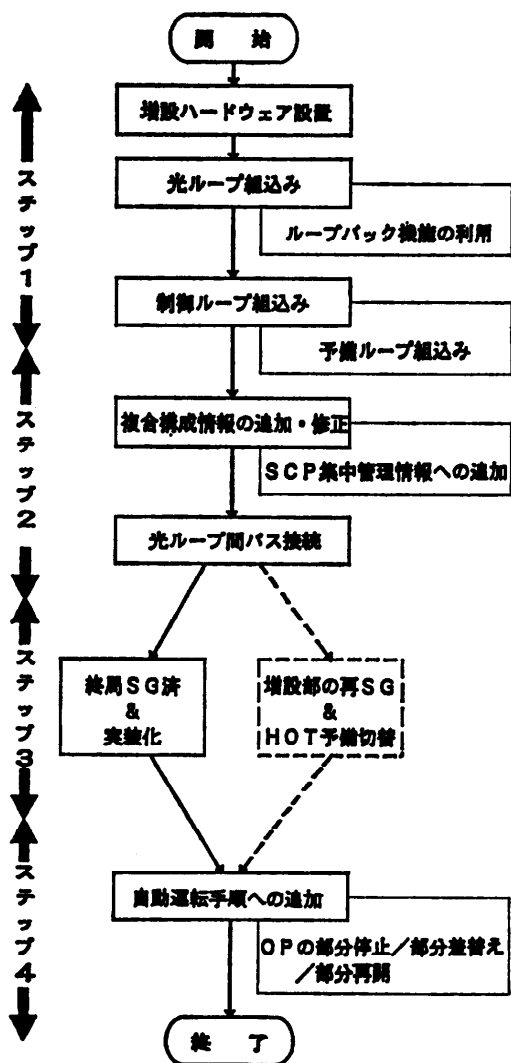 開 始
増設ハードウェア設置
光ループ組込み
ループバック機能の利用
制御ループ組込み
予備ループ組込み
複合構成情報の追加・修正
SCP集中管理情報への追加
光ループ間パス接続
終局SG済
&
実装化
増設部の再SG
&
HOT予備切替
自動運転手順への追加
OPの部分停止/部分差替え
/部分再開
終 了
ステップ1
ステップ2
ステップ3
ステップ4